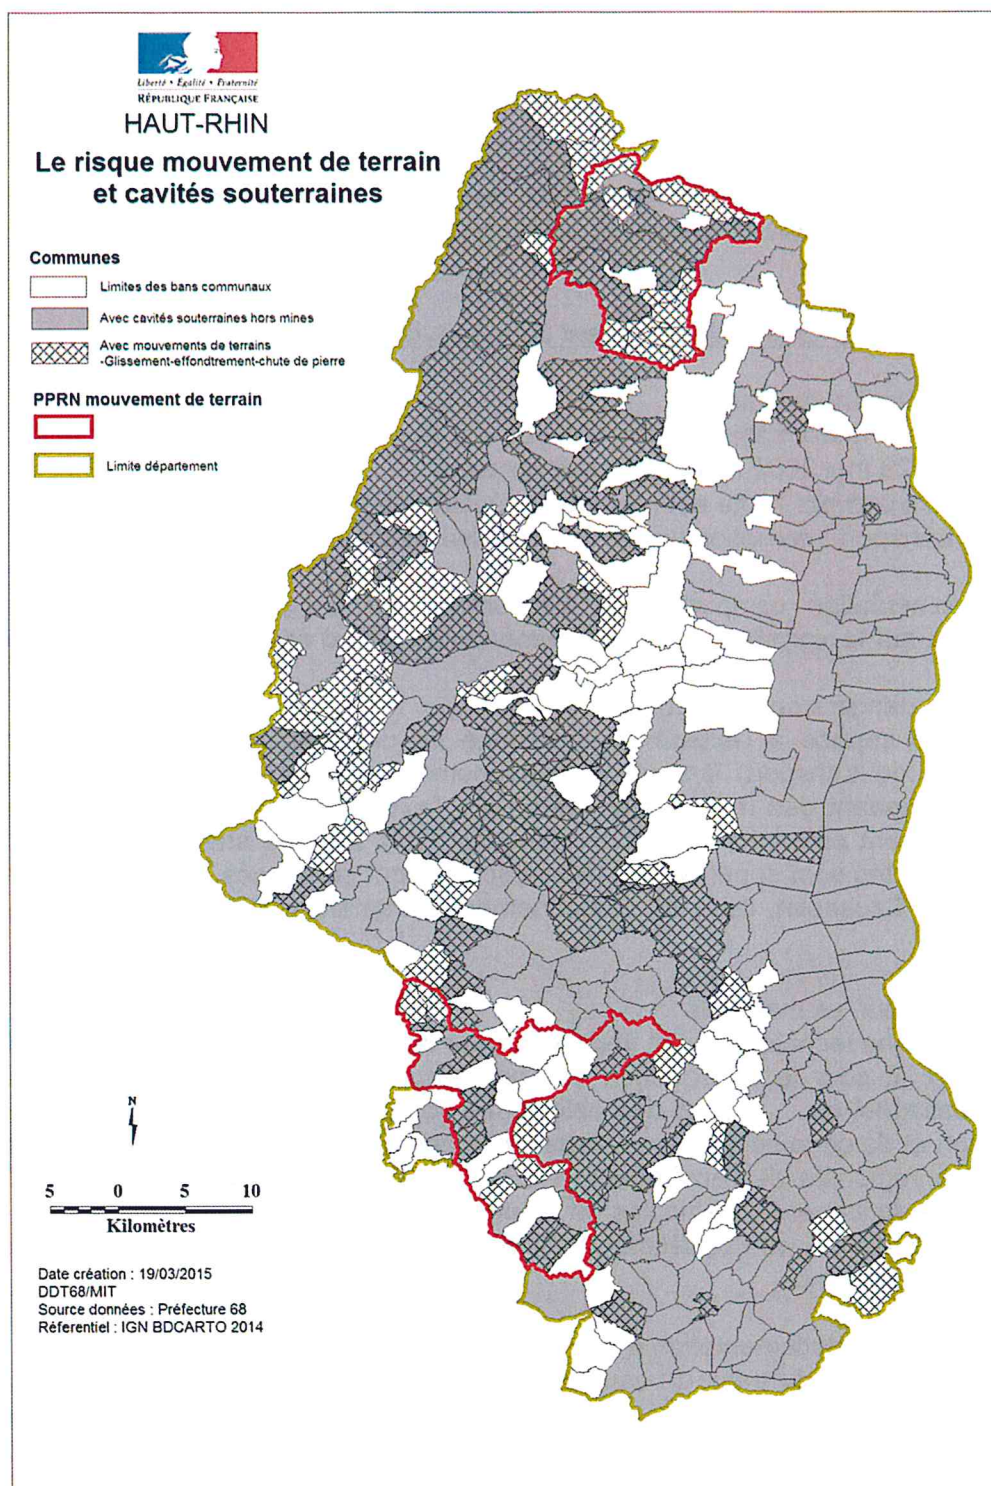 Liberté • Égalité • Fraternité
RÉPUBLIQUE FRANÇAISE
HAUT-RHIN
Le risque mouvement de terrain
et cavités souterraines
Communes
Limites des bans communaux
Avec cavités souterraines hors mines
Avec mouvements de terrains
-Glissement-effondtrement-chute de pierre
PPRN mouvement de terrain
Limite département
N
5 0 5 10
Kilomètres
Date création : 19/03/2015
DDT68/MIT
Source données : Préfecture 68
Réferentiel : IGN BDCARTO 2014